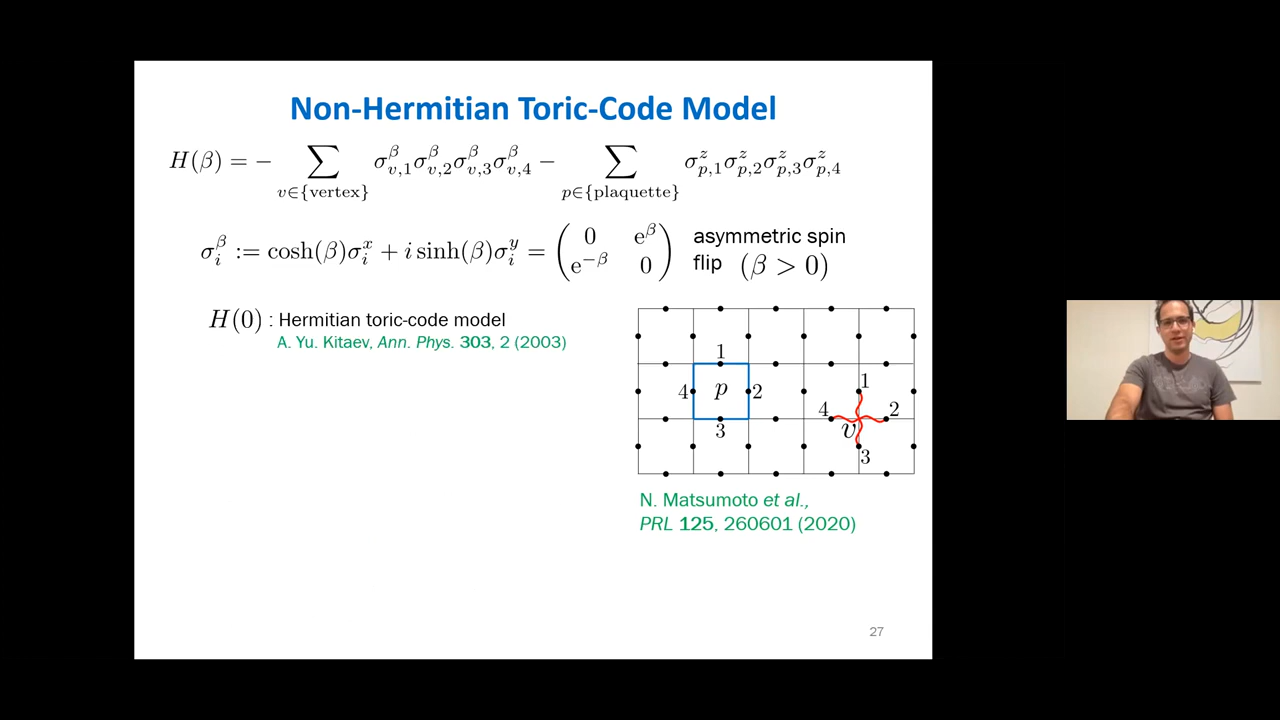 Non-Hermitian Toric-Code Model
H(β) = − ∑_{v∈{vertex}} σ^β_{v,1}σ^β_{v,2}σ^β_{v,3}σ^β_{v,4} − ∑_{p∈{plaquette}} σ^z_{p,1}σ^z_{p,2}σ^z_{p,3}σ^z_{p,4}
σ^β_i := cosh(β)σ^x_i + i sinh(β)σ^y_i = ( 0 e^β ; e^{−β} 0 ) asymmetric spin
flip (β > 0)
H(0) : Hermitian toric-code model
A. Yu. Kitaev, Ann. Phys. 303, 2 (2003)
1
4 p 2
3
1
4 2
v
3
N. Matsumoto et al.,
PRL 125, 260601 (2020)
27